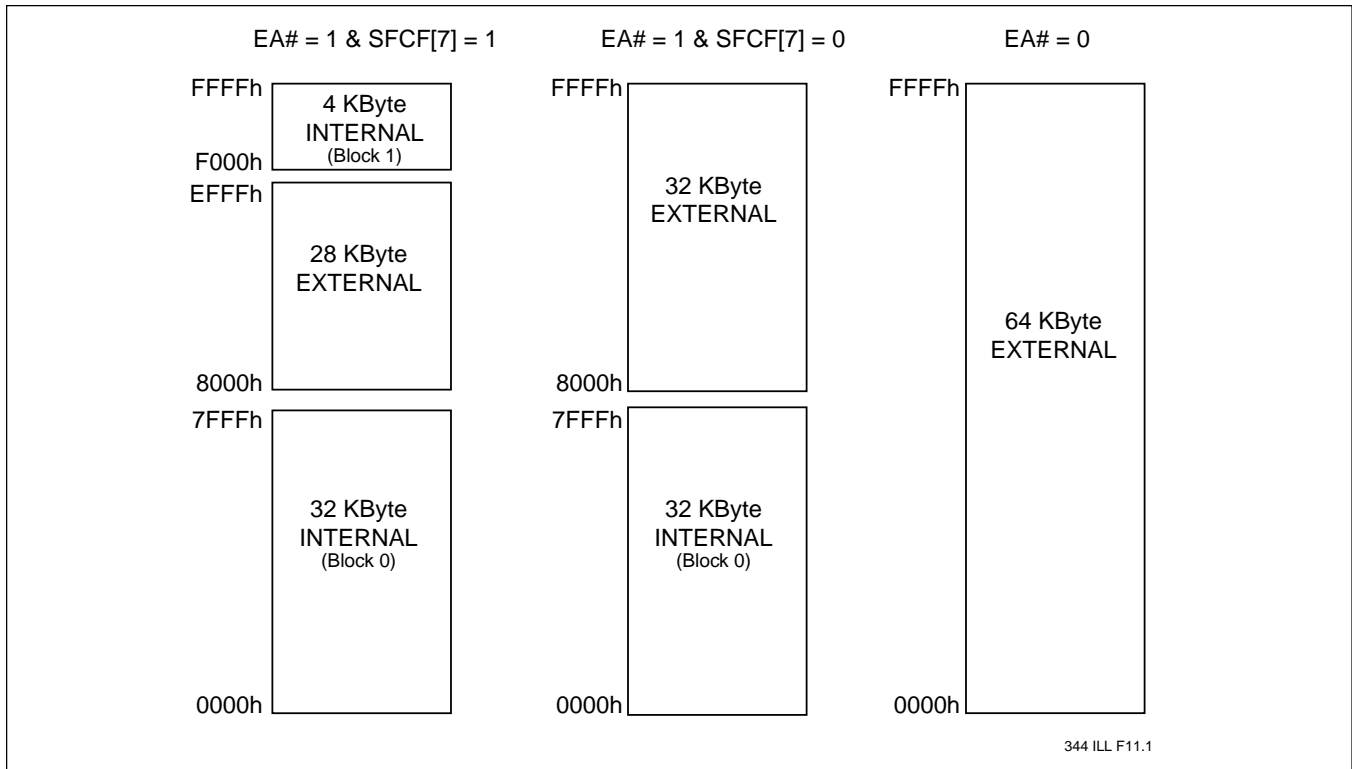 EA# = 1 & SFCF[7] = 1
FFFFh
4 KByte
INTERNAL
(Block 1)
F000h
EFFFh
28 KByte
EXTERNAL
8000h
7FFFh
32 KByte
INTERNAL
(Block 0)
0000h
EA# = 1 & SFCF[7] = 0
FFFFh
32 KByte
EXTERNAL
8000h
7FFFh
32 KByte
INTERNAL
(Block 0)
0000h
EA# = 0
FFFFh
64 KByte
EXTERNAL
0000h
344 ILL F11.1